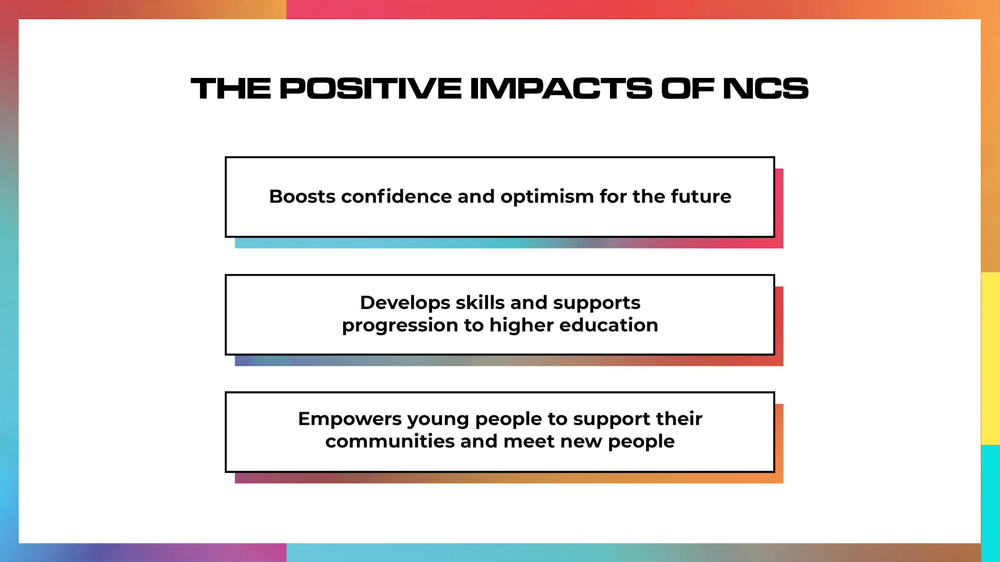 THE POSITIVE IMPACTS OF NCS
Boosts confidence and optimism for the future
Develops skills and supports
progression to higher education
Empowers young people to support their
communities and meet new people